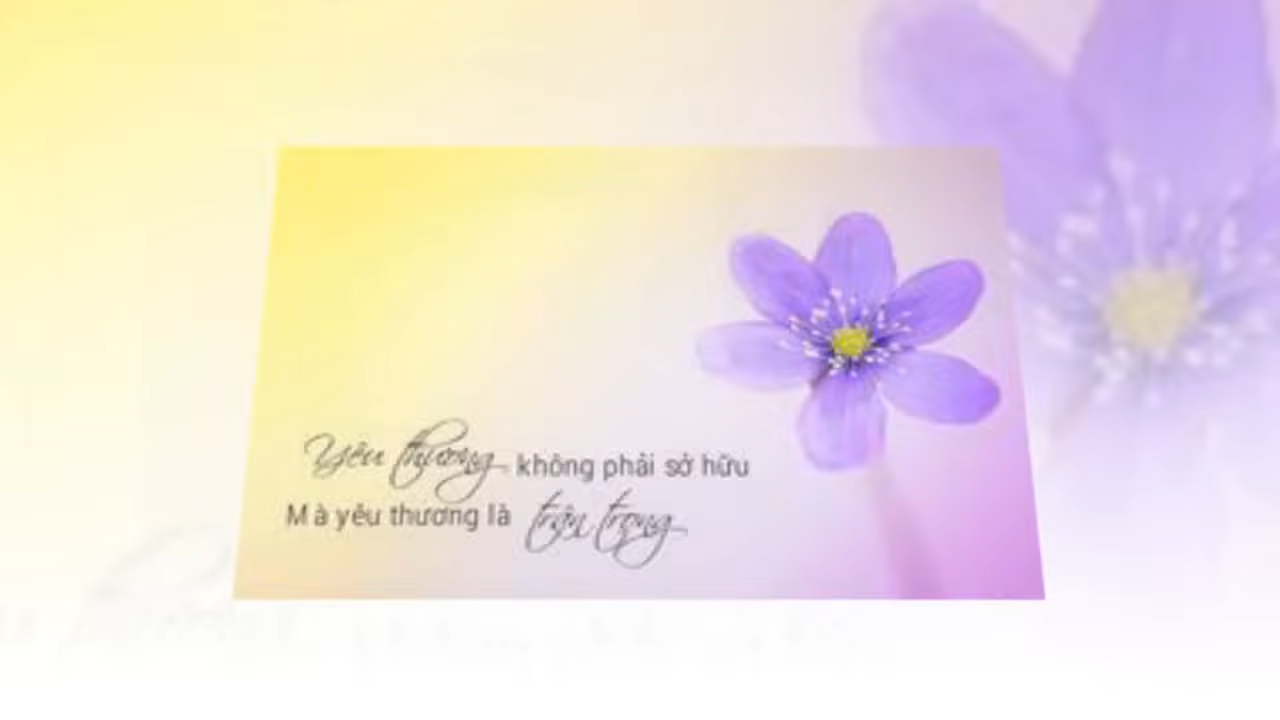 Yêu thương không phải sở hữu
Mà yêu thương là trân trọng